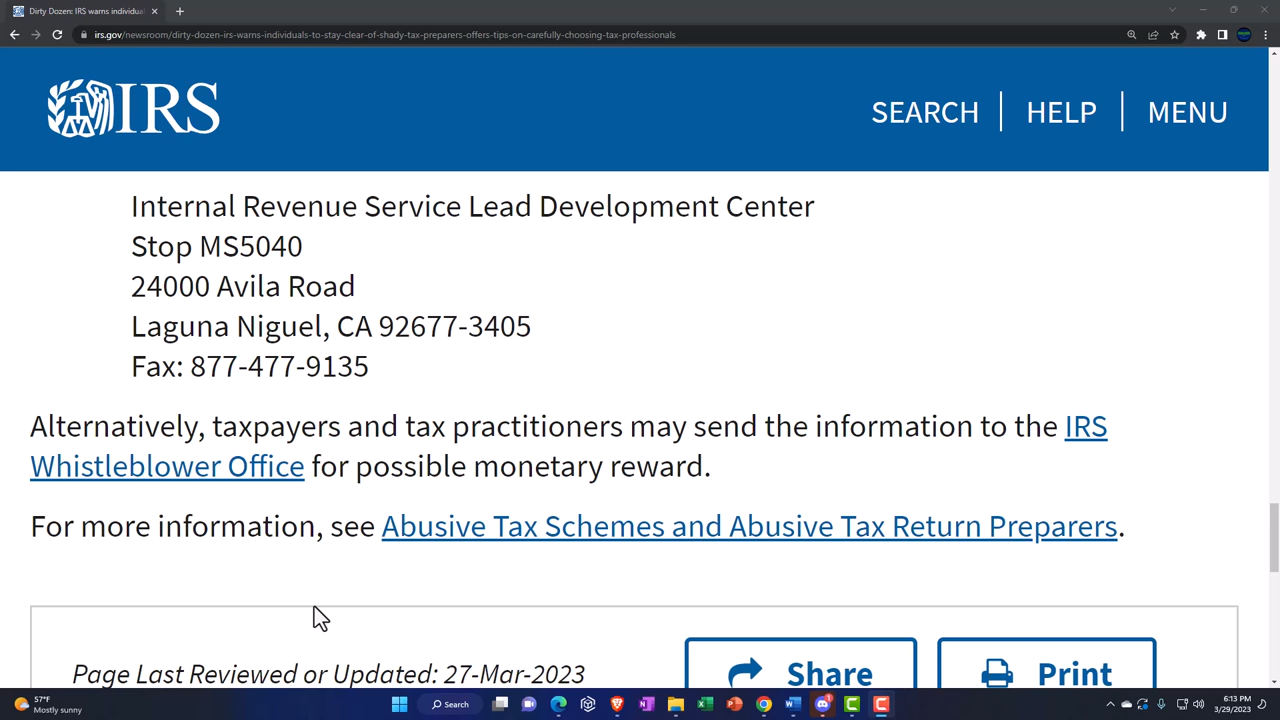 Dirty Dozen: IRS warns individual
irs.gov/newsroom/dirty-dozen-irs-warns-individuals-to-stay-clear-of-shady-tax-preparers-offers-tips-on-carefully-choosing-tax-professionals
IRS
SEARCH
HELP
MENU
Internal Revenue Service Lead Development Center
Stop MS5040
24000 Avila Road
Laguna Niguel, CA 92677-3405
Fax: 877-477-9135
Alternatively, taxpayers and tax practitioners may send the information to the IRS
Whistleblower Office for possible monetary reward.
For more information, see Abusive Tax Schemes and Abusive Tax Return Preparers.
Page Last Reviewed or Updated: 27-Mar-2023
Share
Print
57°F
Mostly sunny
Search
6:13 PM
3/29/2023